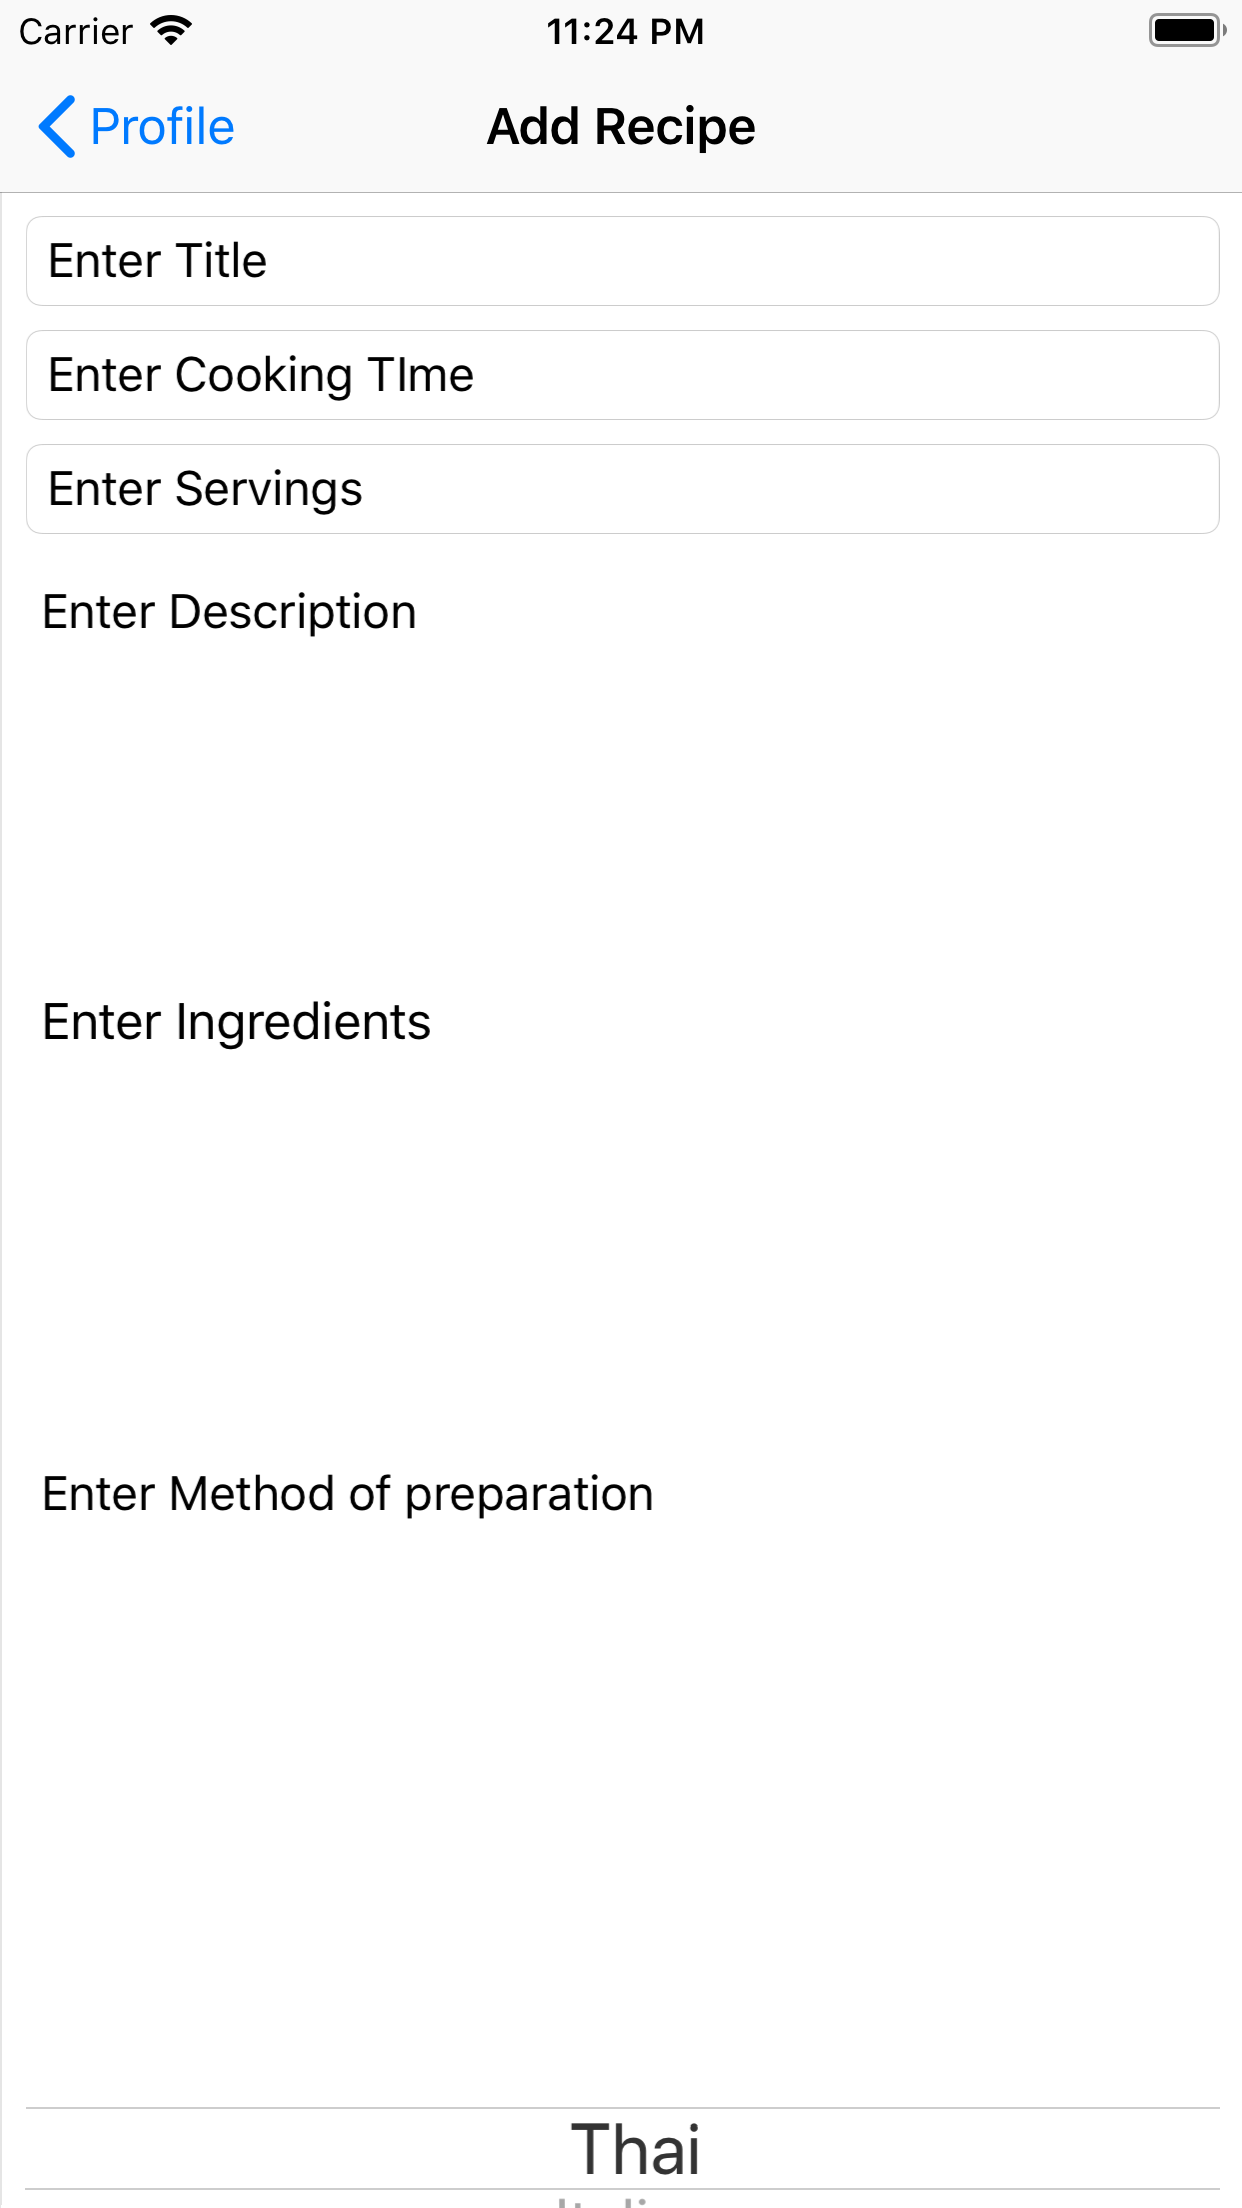 Carrier 11:24 PM
Profile Add Recipe
Enter Title
Enter Cooking TIme
Enter Servings
Enter Description
Enter Ingredients
Enter Method of preparation
Thai